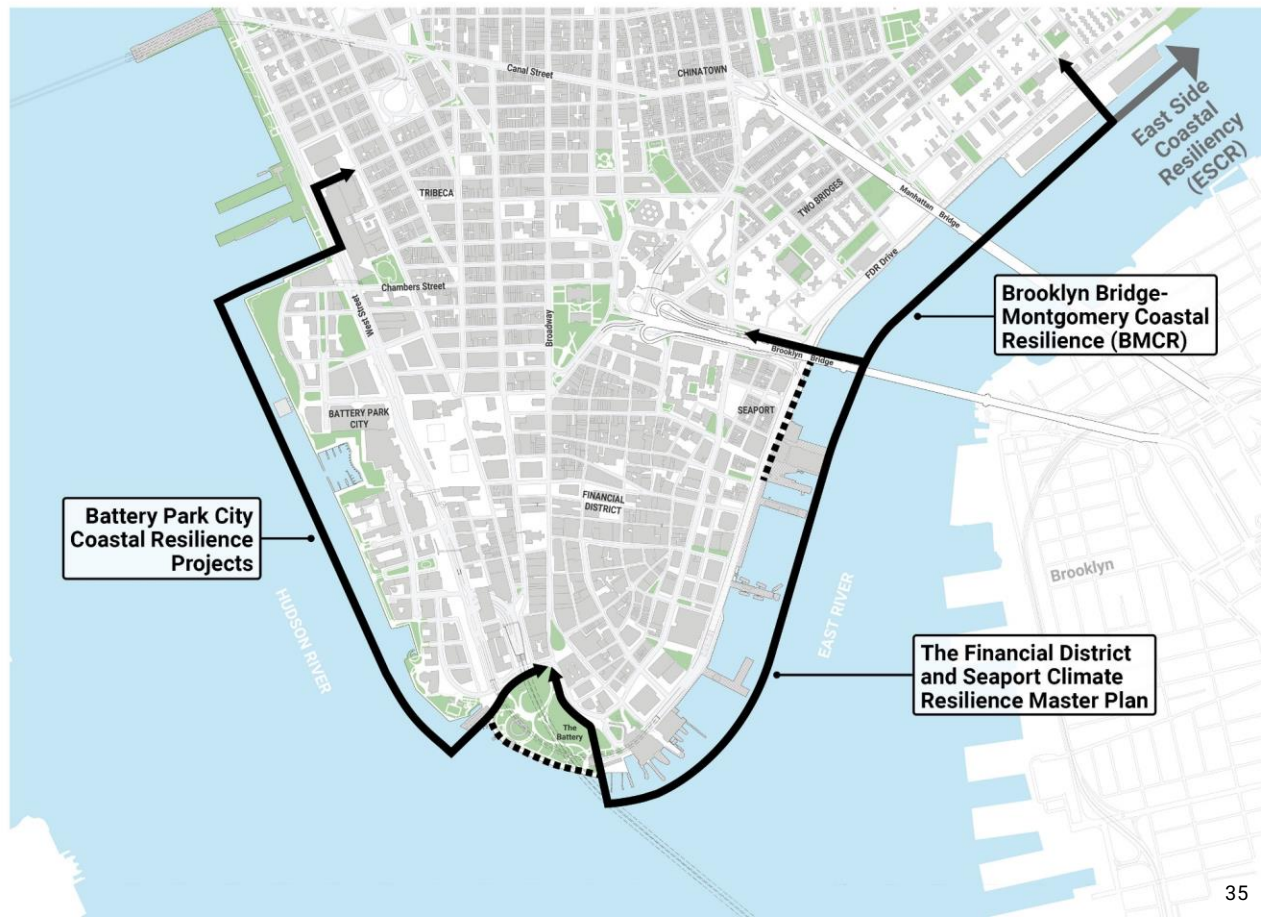 Canal Street
CHINATOWN
East Side
Coastal
Resiliency
(ESCR)
TRIBECA
TWO BRIDGES
Manhattan Bridge
FDR Drive
Chambers Street
West Street
Broadway
Brooklyn Bridge-
Montgomery Coastal
Resilience (BMCR)
Brooklyn Bridge
SEAPORT
BATTERY PARK
CITY
FINANCIAL
DISTRICT
Battery Park City
Coastal Resilience
Projects
Brooklyn
HUDSON RIVER
EAST RIVER
The Financial District
and Seaport Climate
Resilience Master Plan
The
Battery
35